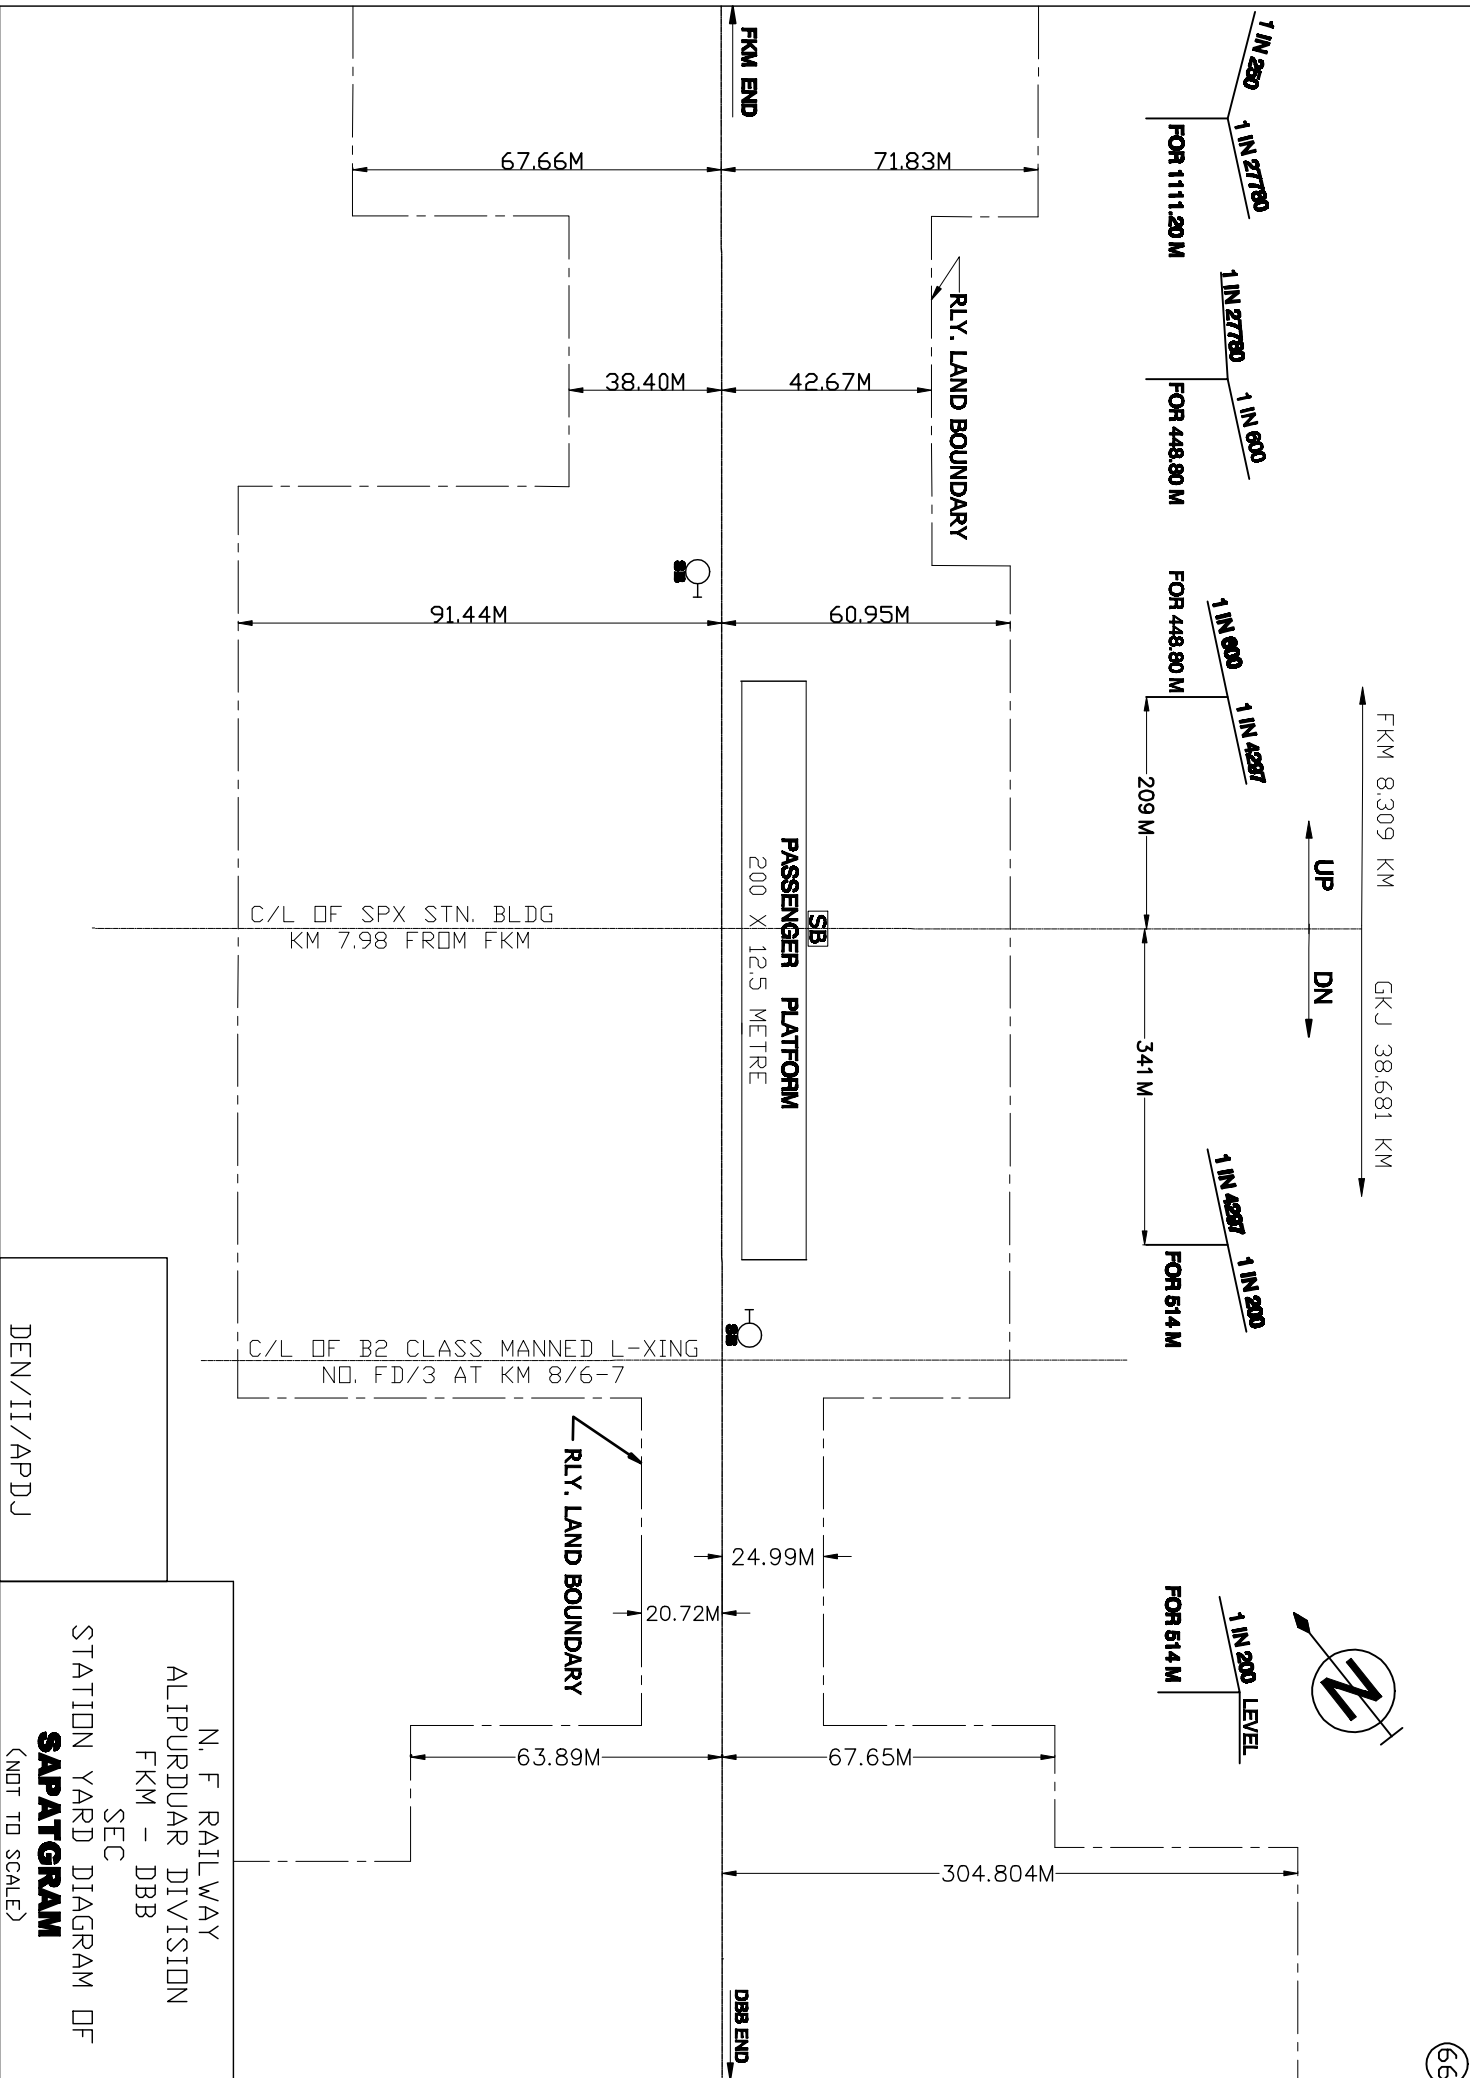 66
FKM 8.309 KM
GKJ 38.681 KM
UP
DN
1 IN 260
1 IN 27780
FOR 1111.20 M
1 IN 27780
1 IN 600
FOR 448.80 M
1 IN 600
1 IN 4297
FOR 448.80 M
209 M
341 M
1 IN 4297
1 IN 200
FOR 514 M
1 IN 200
LEVEL
FOR 514 M
N
RLY. LAND BOUNDARY
71.83M
42.67M
60.95M
24.99M
67.65M
304.804M
SB
PASSENGER PLATFORM
200 X 12.5 METRE
FKM END
DBB END
SB
SB
67.66M
38.40M
91.44M
20.72M
63.89M
C/L OF SPX STN. BLDG
KM 7.98 FROM FKM
C/L OF B2 CLASS MANNED L-XING
NO. FD/3 AT KM 8/6-7
RLY. LAND BOUNDARY
DEN/II/APDJ
N. F RAILWAY
ALIPURDUAR DIVISION
FKM - DBB
SEC
STATION YARD DIAGRAM OF
SAPATGRAM
(NOT TO SCALE)